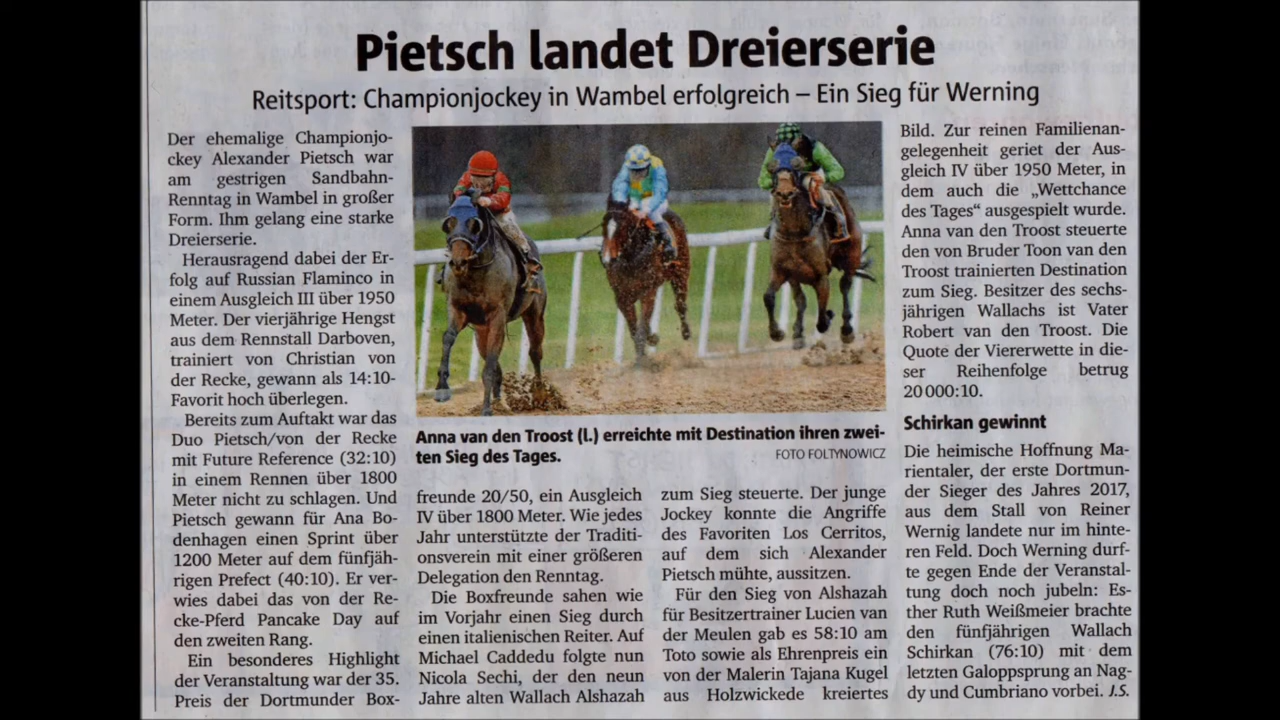 Pietsch landet Dreierserie
Reitsport: Championjockey in Wambel erfolgreich – Ein Sieg für Werning
Der ehemalige Championjo-
ckey Alexander Pietsch war
am gestrigen Sandbahn-
Renntag in Wambel in großer
Form. Ihm gelang eine starke
Dreierserie.
Herausragend dabei der Er-
folg auf Russian Flaminco in
einem Ausgleich III über 1950
Meter. Der vierjährige Hengst
aus dem Rennstall Darboven,
trainiert von Christian von
der Recke, gewann als 14:10-
Favorit hoch überlegen.
Bereits zum Auftakt war das
Duo Pietsch/von der Recke
mit Future Reference (32:10)
in einem Rennen über 1800
Meter nicht zu schlagen. Und
Pietsch gewann für Ana Bo-
denhagen einen Sprint über
1200 Meter auf dem fünfjäh-
rigen Prefect (40:10). Er ver-
wies dabei das von der Re-
cke-Pferd Pancake Day auf
den zweiten Rang.
Ein besonderes Highlight
der Veranstaltung war der 35.
Preis der Dortmunder Box-
Anna van den Troost (l.) erreichte mit Destination ihren zwei-
ten Sieg des Tages.
FOTO FOLTYNOWICZ
freunde 20/50, ein Ausgleich
IV über 1800 Meter. Wie jedes
Jahr unterstützte der Traditi-
onsverein mit einer größeren
Delegation den Renntag.
Die Boxfreunde sahen wie
im Vorjahr einen Sieg durch
einen italienischen Reiter. Auf
Michael Caddedu folgte nun
Nicola Sechi, der den neun
Jahre alten Wallach Alshazah
zum Sieg steuerte. Der junge
Jockey konnte die Angriffe
des Favoriten Los Cerritos,
auf dem sich Alexander
Pietsch mühte, aussitzen.
Für den Sieg von Alshazah
für Besitzertrainer Lucien van
der Meulen gab es 58:10 am
Toto sowie als Ehrenpreis ein
von der Malerin Tajana Kugel
aus Holzwickede kreiertes
Bild. Zur reinen Familienan-
gelegenheit geriet der Aus-
gleich IV über 1950 Meter, in
dem auch die „Wettchance
des Tages“ ausgespielt wurde.
Anna van den Troost steuerte
den von Bruder Toon van den
Troost trainierten Destination
zum Sieg. Besitzer des sechs-
jährigen Wallachs ist Vater
Robert van den Troost. Die
Quote der Viererwette in die-
ser Reihenfolge betrug
20 000:10.
Schirkan gewinnt
Die heimische Hoffnung Ma-
rientaler, der erste Dortmun-
der Sieger des Jahres 2017,
aus dem Stall von Reiner
Wernig landete nur im hinte-
ren Feld. Doch Werning durf-
te gegen Ende der Veranstal-
tung doch noch jubeln: Es-
ther Ruth Weißmeier brachte
den fünfjährigen Wallach
Schirkan (76:10) mit dem
letzten Galoppsprung an Nag-
dy und Cumbriano vorbei. J.S.